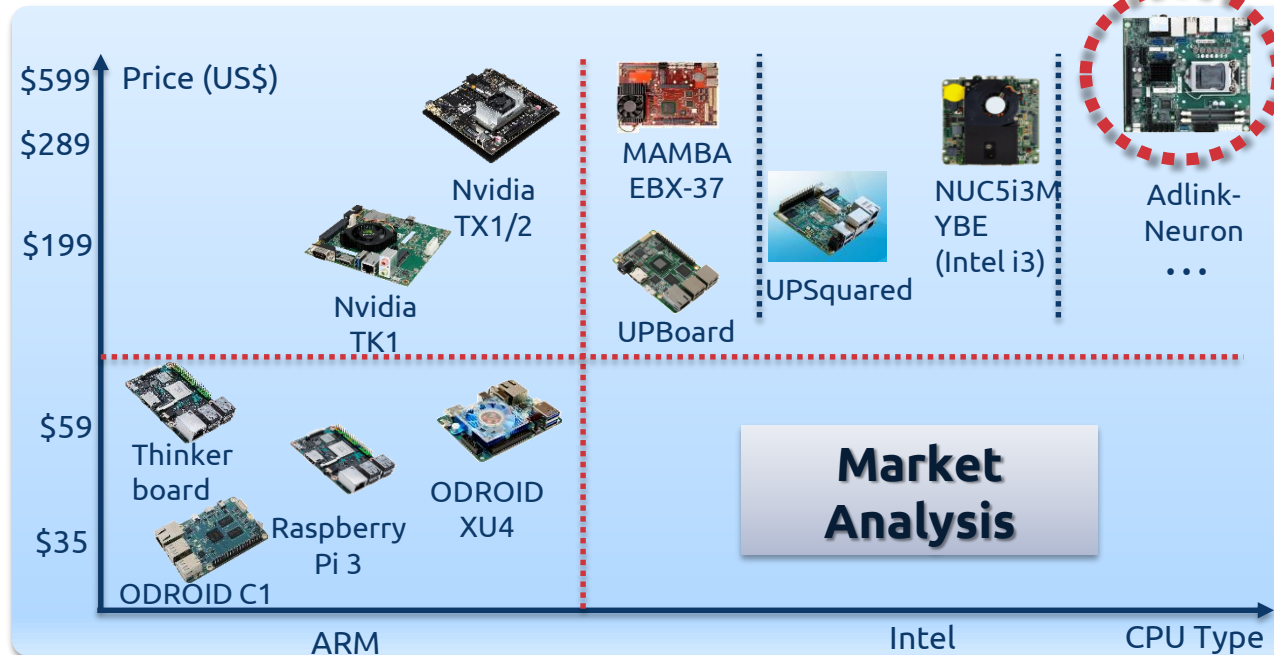 $599
Price (US$)
$289
$199
$59
$35
Nvidia
TX1/2
MAMBA
EBX-37
NUC5i3M
YBE
(Intel i3)
Adlink-
Neuron
...
Nvidia
TK1
UPBoard
UPSquared
Thinker
board
ODROID C1
Raspberry
Pi 3
ODROID
XU4
Market
Analysis
ARM
Intel
CPU Type